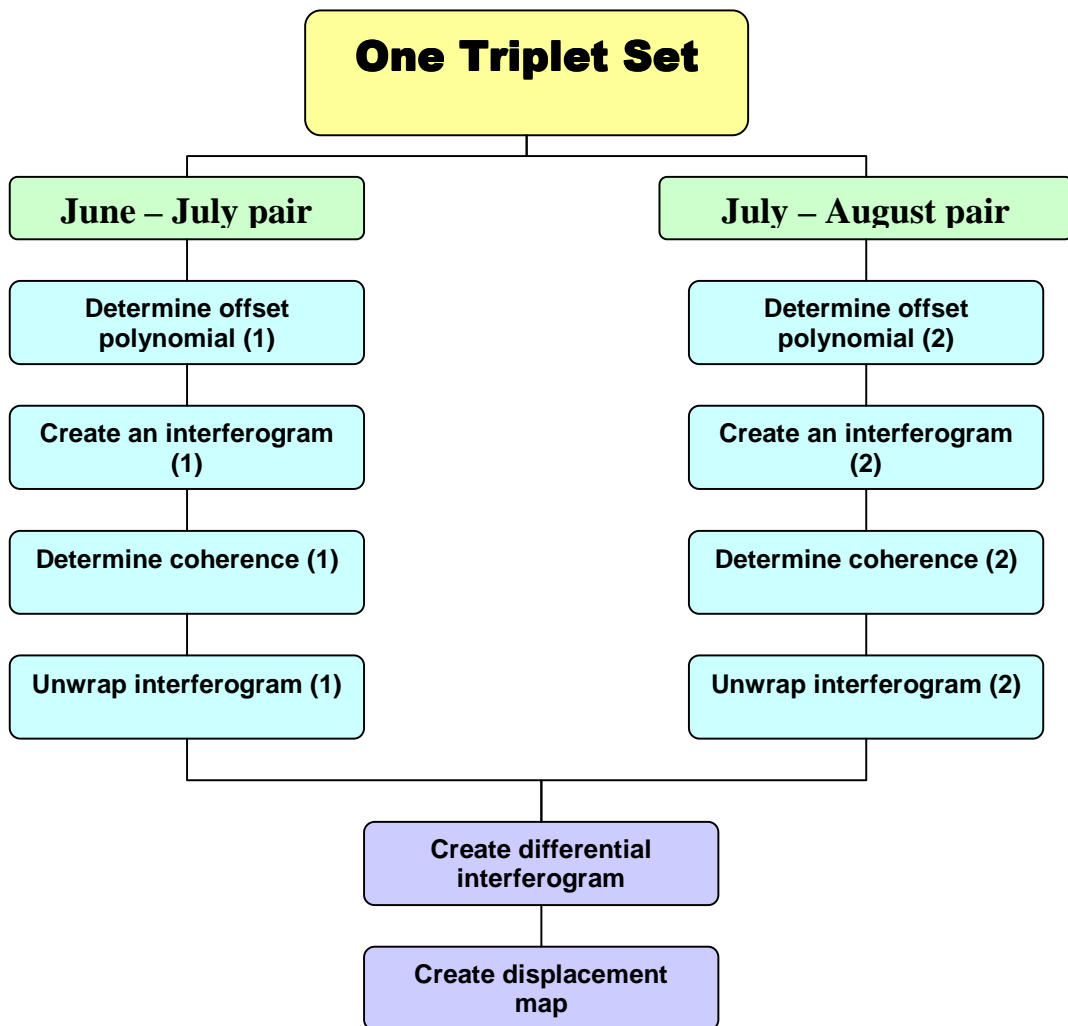 One Triplet Set
June – July pair
July – August pair
Determine offset
polynomial (1)
Determine offset
polynomial (2)
Create an interferogram
(1)
Create an interferogram
(2)
Determine coherence (1)
Determine coherence (2)
Unwrap interferogram (1)
Unwrap interferogram (2)
Create differential
interferogram
Create displacement
map